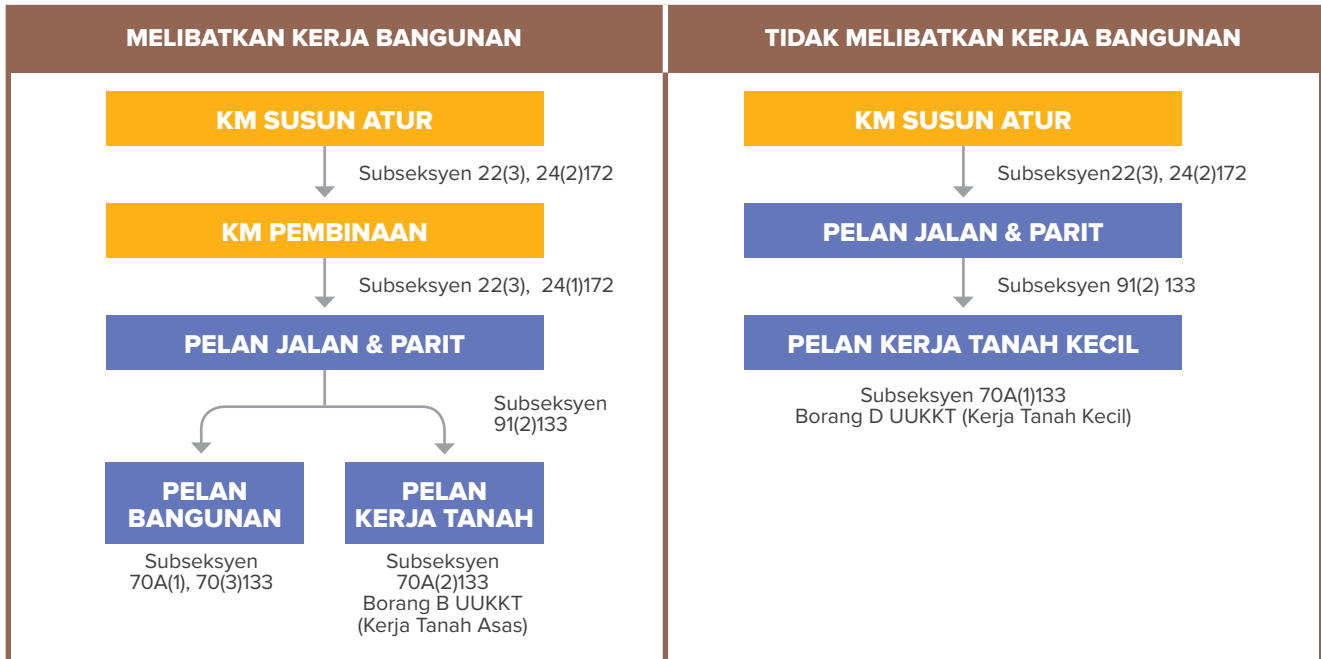 MELIBATKAN KERJA BANGUNAN
KM SUSUN ATUR
Subseksyen 22(3), 24(2)172
KM PEMBINAAN
Subseksyen 22(3), 24(1)172
PELAN JALAN & PARIT
Subseksyen
91(2)133
PELAN
BANGUNAN
Subseksyen
70A(1), 70(3)133
PELAN
KERJA TANAH
Subseksyen
70A(2)133
Borang B UUKKT
(Kerja Tanah Asas)
TIDAK MELIBATKAN KERJA BANGUNAN
KM SUSUN ATUR
Subseksyen22(3), 24(2)172
PELAN JALAN & PARIT
Subseksyen 91(2) 133
PELAN KERJA TANAH KECIL
Subseksyen 70A(1)133
Borang D UUKKT (Kerja Tanah Kecil)